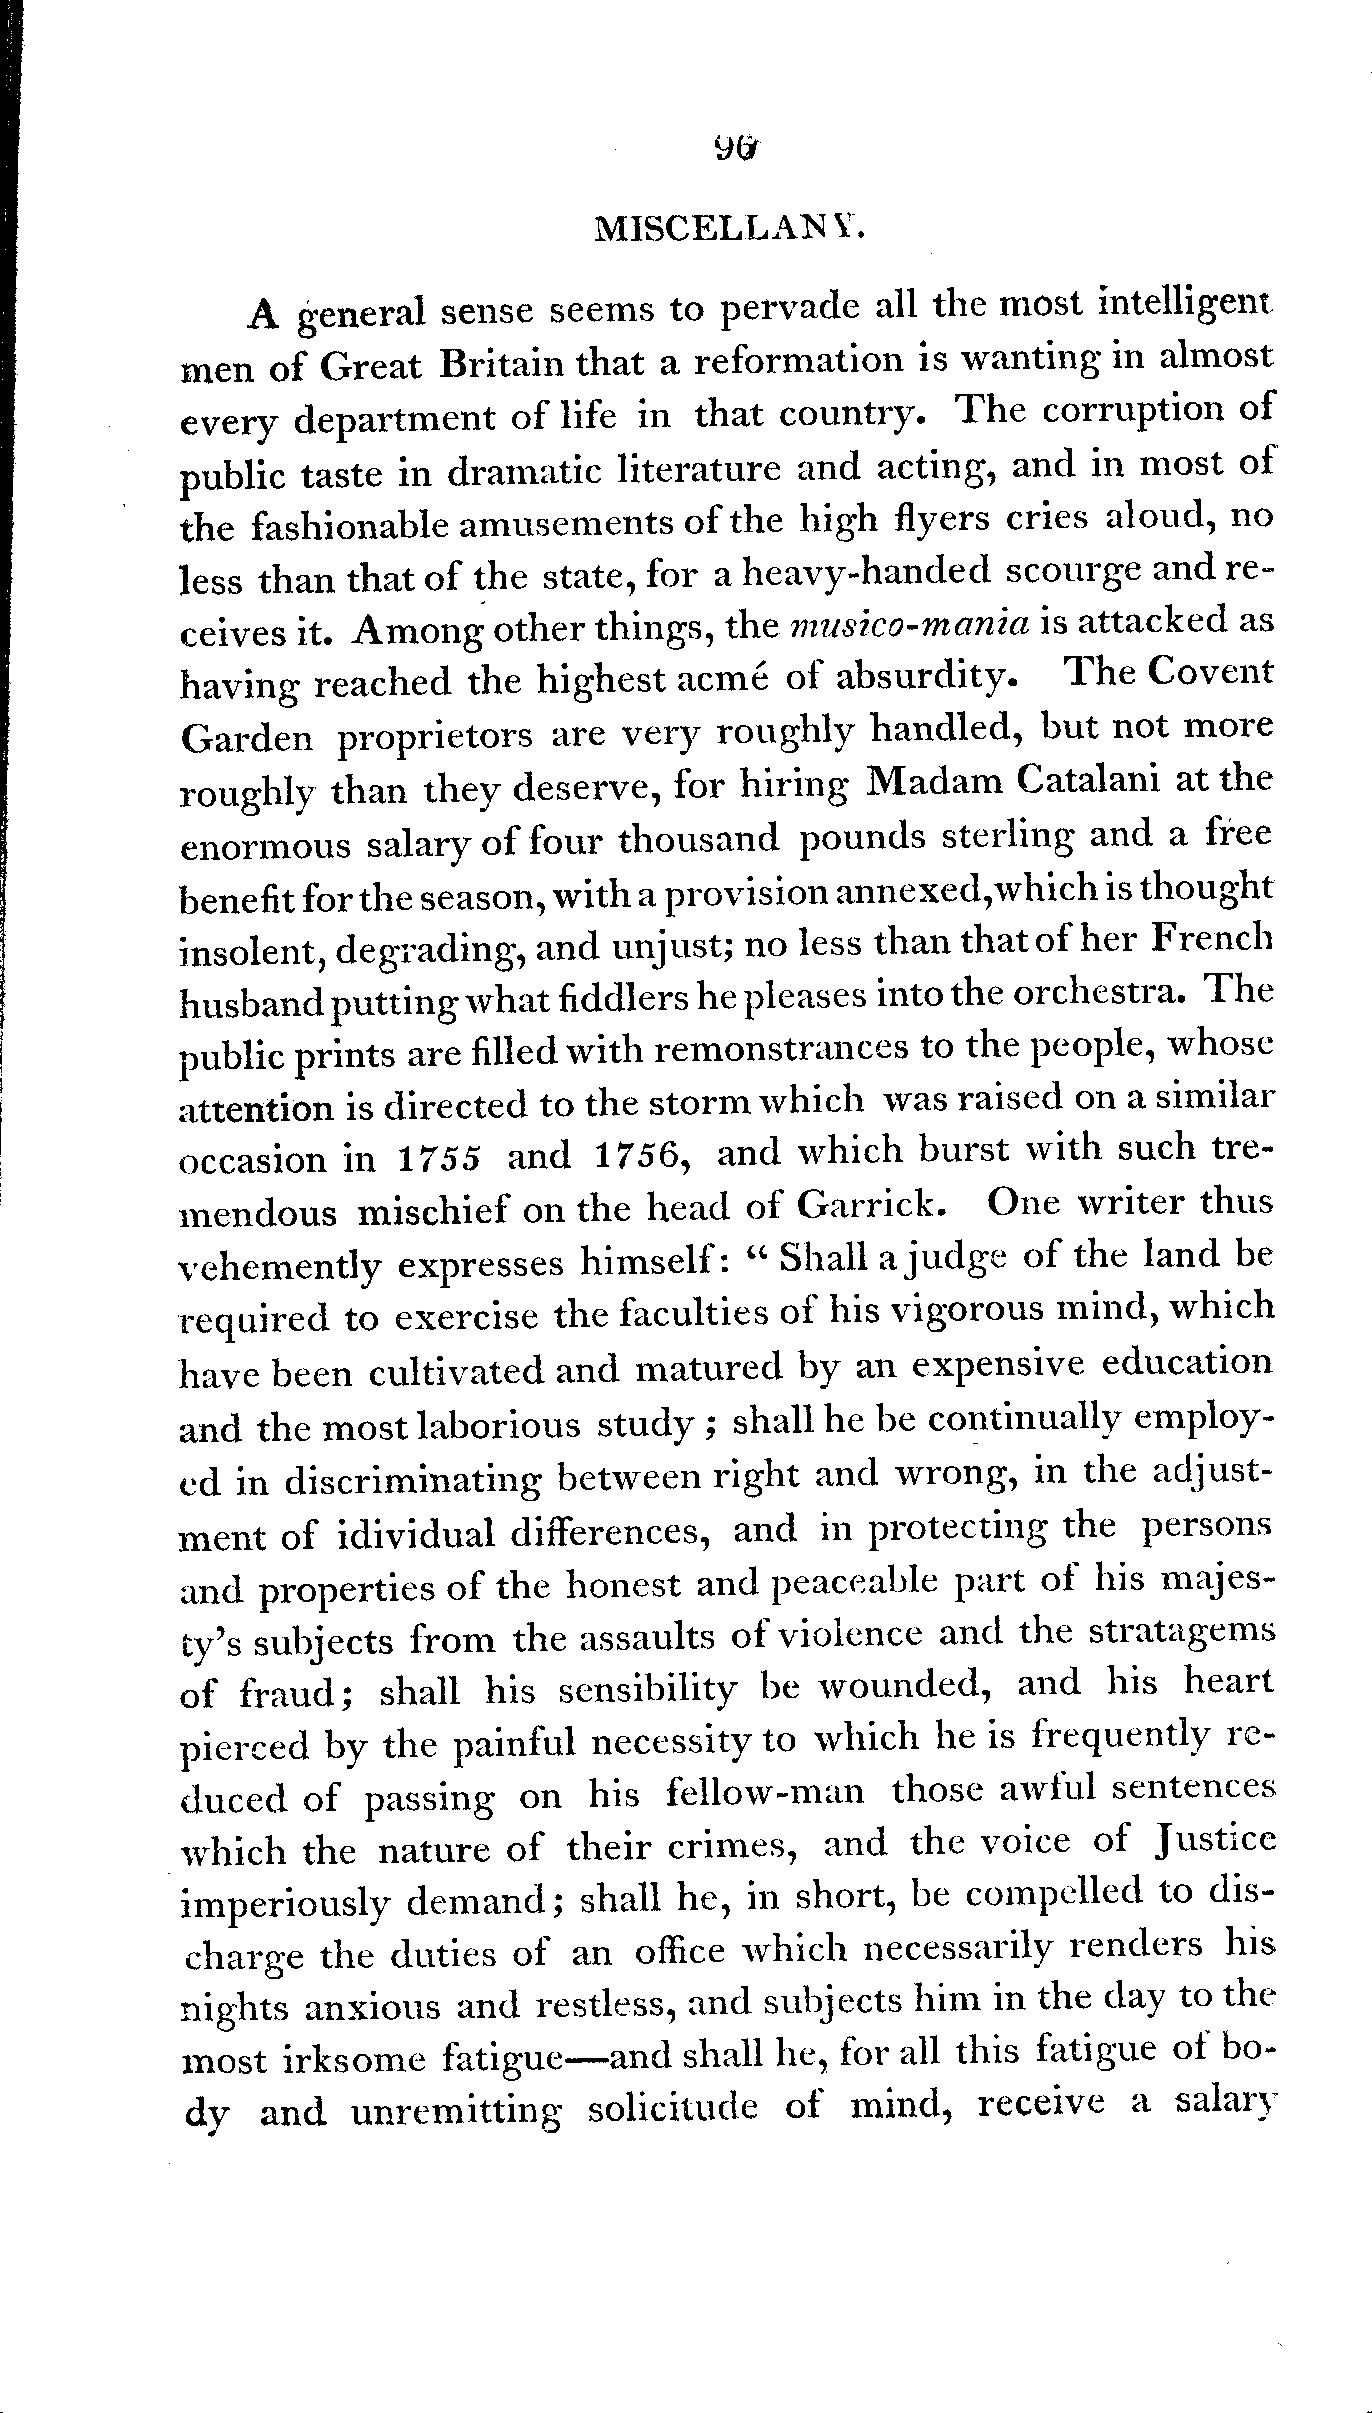 96
MISCELLANY.
A general sense seems to pervade all the most intelligent
men of Great Britain that a reformation is wanting in almost
every department of life in that country. The corruption of
public taste in dramatic literature and acting, and in most of
the fashionable amusements of the high flyers cries aloud, no
less than that of the state, for a heavy-handed scourge and re-
ceives it. Among other things, the musico-mania is attacked as
having reached the highest acmé of absurdity. The Covent
Garden proprietors are very roughly handled, but not more
roughly than they deserve, for hiring Madam Catalani at the
enormous salary of four thousand pounds sterling and a free
benefit for the season, with a provision annexed, which is thought
insolent, degrading, and unjust; no less than that of her French
husband putting what fiddlers he pleases into the orchestra. The
public prints are filled with remonstrances to the people, whose
attention is directed to the storm which was raised on a similar
occasion in 1755 and 1756, and which burst with such tre-
mendous mischief on the head of Garrick. One writer thus
vehemently expresses himself: “ Shall a judge of the land be
required to exercise the faculties of his vigorous mind, which
have been cultivated and matured by an expensive education
and the most laborious study ; shall he be continually employ-
ed in discriminating between right and wrong, in the adjust-
ment of idividual differences, and in protecting the persons
and properties of the honest and peaceable part of his majes-
ty's subjects from the assaults of violence and the stratagems
of fraud; shall his sensibility be wounded, and his heart
pierced by the painful necessity to which he is frequently re-
duced of passing on his fellow-man those awful sentences
which the nature of their crimes, and the voice of Justice
imperiously demand; shall he, in short, be compelled to dis-
charge the duties of an office which necessarily renders his
nights anxious and restless, and subjects him in the day to the
most irksome fatigue—and shall he, for all this fatigue of bo-
dy and unremitting solicitude of mind, receive a salary